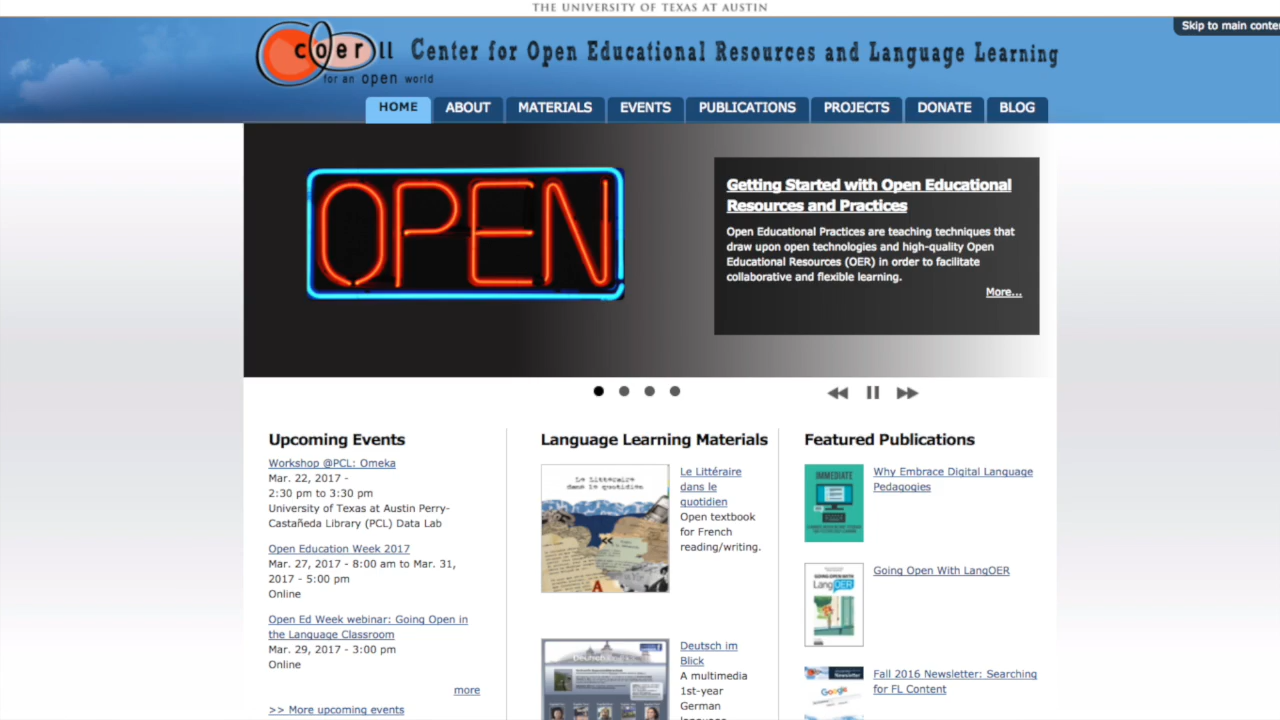 THE UNIVERSITY OF TEXAS AT AUSTIN
Skip to main conte
coerll Center for Open Educational Resources and Language Learning
for an open world
HOME ABOUT MATERIALS EVENTS PUBLICATIONS PROJECTS DONATE BLOG
OPEN
Getting Started with Open Educational
Resources and Practices
Open Educational Practices are teaching techniques that
draw upon open technologies and high-quality Open
Educational Resources (OER) in order to facilitate
collaborative and flexible learning.
More...
Upcoming Events
Workshop @PCL: Omeka
Mar. 22, 2017 -
2:30 pm to 3:30 pm
University of Texas at Austin Perry-
Castañeda Library (PCL) Data Lab
Open Education Week 2017
Mar. 27, 2017 - 8:00 am to Mar. 31,
2017 - 5:00 pm
Online
Open Ed Week webinar: Going Open in
the Language Classroom
Mar. 29, 2017 - 3:00 pm
Online
more
>> More upcoming events
Language Learning Materials
Le Littéraire
dans le quotidien
Le Littéraire
dans le
quotidien
Open textbook
for French
reading/writing.
Deutsch im
Blick
A multimedia
1st-year
German
Featured Publications
IMMEDIATE
Why Embrace Digital Language
Pedagogies
GOING OPEN WITH
LangOER
Going Open With LangOER
Newsletter
Google
Fall 2016 Newsletter: Searching
for FL Content